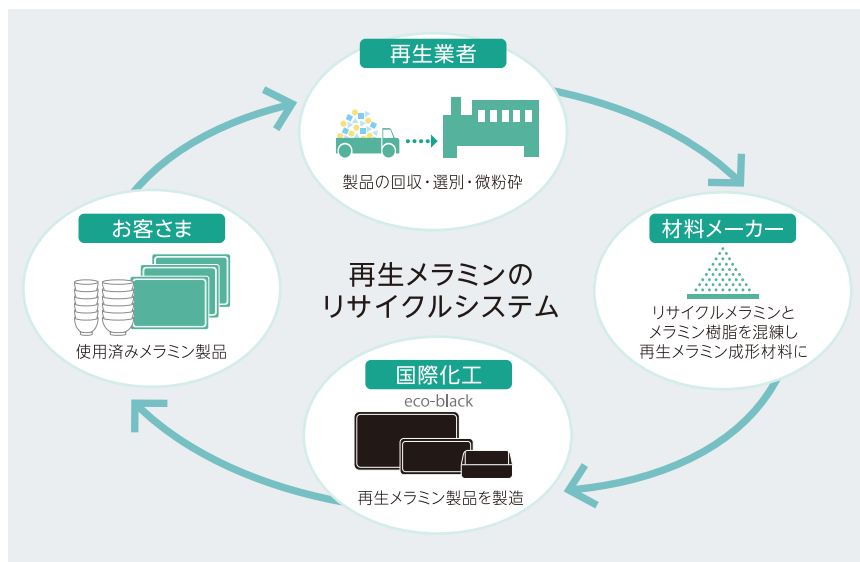 再生業者
製品の回収・選別・微粉砕
お客さま
使用済みメラミン製品
再生メラミンの
リサイクルシステム
材料メーカー
リサイクルメラミンと
メラミン樹脂を混練し
再生メラミン成形材料に
国際化工
eco-black
再生メラミン製品を製造